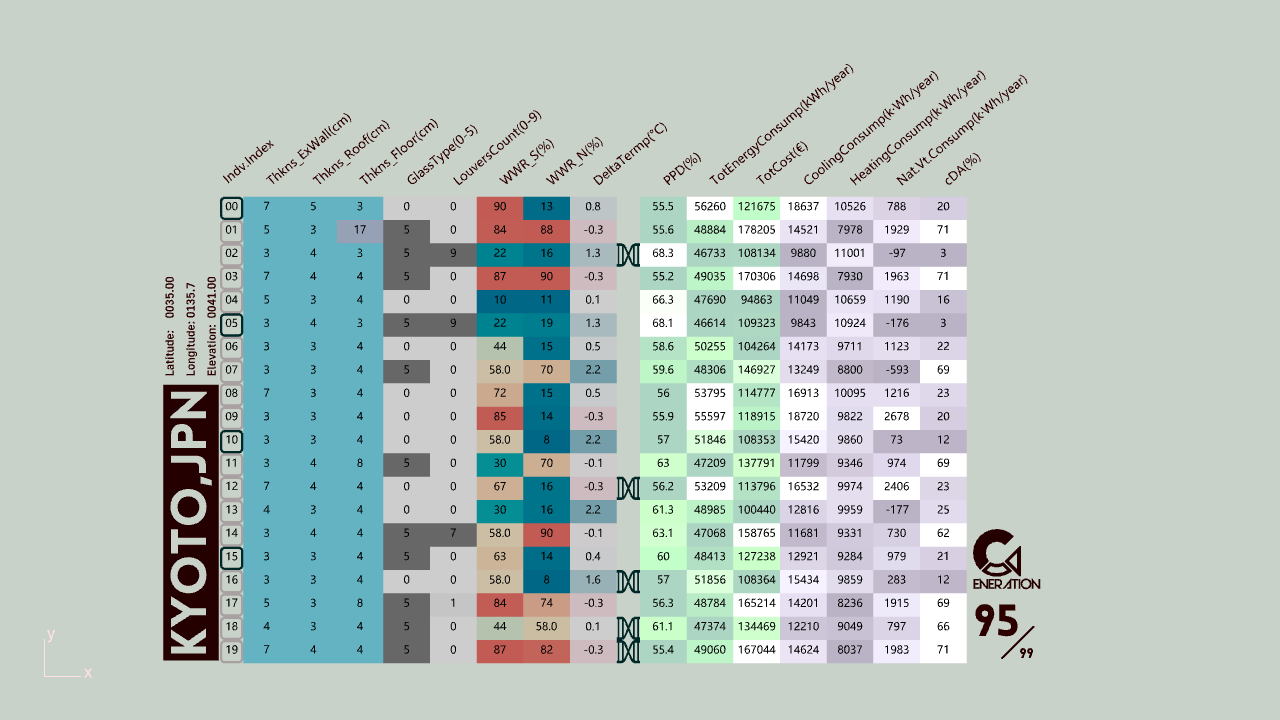 Indv.Index Thkns_ExWall(cm) Thkns_Roof(cm) Thkns_Floor(cm) GlassType(0-5) LouversCount(0-9) WWR_S(%) WWR_N(%) DeltaTermp(°C) PPD(%) TotEnergyConsump(kWh/year) TotCost(€) CoolingConsump(k·Wh/year) HeatingConsump(k·Wh/year) Nat.Vt.Consump(k·Wh/year) cDA(%)
00 7 5 3 0 0 90 13 0.8 55.5 56260 121675 18637 10526 788 20
01 5 3 17 5 0 84 88 -0.3 55.6 48884 178205 14521 7978 1929 71
02 3 4 3 5 9 22 16 1.3 68.3 46733 108134 9880 11001 -97 3
03 7 4 4 5 0 87 90 -0.3 55.2 49035 170306 14698 7930 1963 71
04 5 3 4 0 0 10 11 0.1 66.3 47690 94863 11049 10659 1190 16
05 3 4 3 5 9 22 19 1.3 68.1 46614 109323 9843 10924 -176 3
06 3 3 4 0 0 44 15 0.5 58.6 50255 104264 14173 9711 1123 22
07 3 3 4 5 0 58.0 70 2.2 59.6 48306 146927 13249 8800 -593 69
08 7 3 4 0 0 72 15 0.5 56 53795 114777 16913 10095 1216 23
09 3 3 4 0 0 85 14 -0.3 55.9 55597 118915 18720 9822 2678 20
10 3 3 4 0 0 58.0 8 2.2 57 51846 108353 15420 9860 73 12
11 3 4 8 5 0 30 70 -0.1 63 47209 137791 11799 9346 974 69
12 7 4 4 0 0 67 16 -0.3 56.2 53209 113796 16532 9974 2406 23
13 4 3 4 0 0 30 16 2.2 61.3 48985 100440 12816 9959 -177 25
14 3 4 4 5 7 58.0 90 -0.1 63.1 47068 158765 11681 9331 730 62
15 3 3 4 5 0 63 14 0.4 60 48413 127238 12921 9284 979 21
16 3 3 4 0 0 58.0 8 1.6 57 51856 108364 15434 9859 283 12
17 5 3 8 5 1 84 74 -0.3 56.3 48784 165214 14201 8236 1915 69
18 4 3 4 5 0 44 58.0 0.1 61.1 47374 134469 12210 9049 797 66
19 7 4 4 5 0 87 82 -0.3 55.4 49060 167044 14624 8037 1983 71
Latitude: 0035.00
Longitude: 0135.7
Elevation: 0041.00
KYOTO,JPN
GENERATION
95/99
y
x